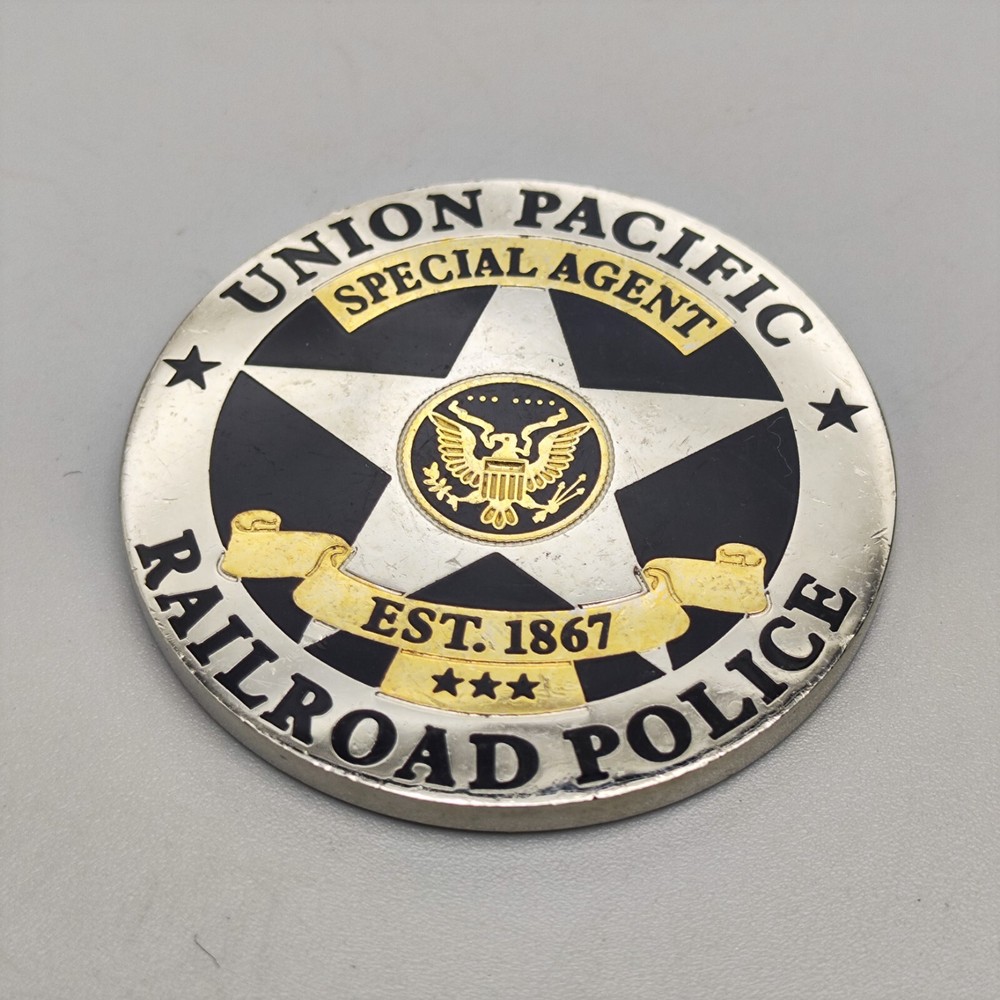 UNION PACIFIC
SPECIAL AGENT
EST. 1867
RAILROAD POLICE